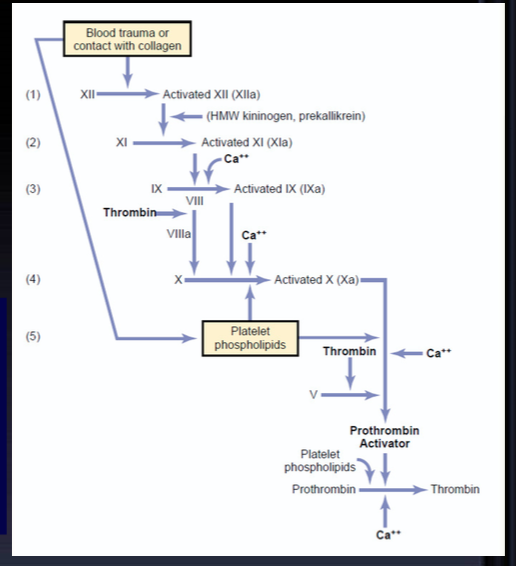 Blood trauma or
contact with collagen
(1) XII Activated XII (XIIa)
(HMW kininogen, prekallikrein)
(2) XI Activated XI (XIa)
Ca++
(3) IX Activated IX (IXa)
VIII
Thrombin
VIIIa Ca++
(4) X Activated X (Xa)
(5) Platelet
phospholipids
Thrombin Ca++
V
Prothrombin
Activator
Platelet
phospholipids
Prothrombin Thrombin
Ca++